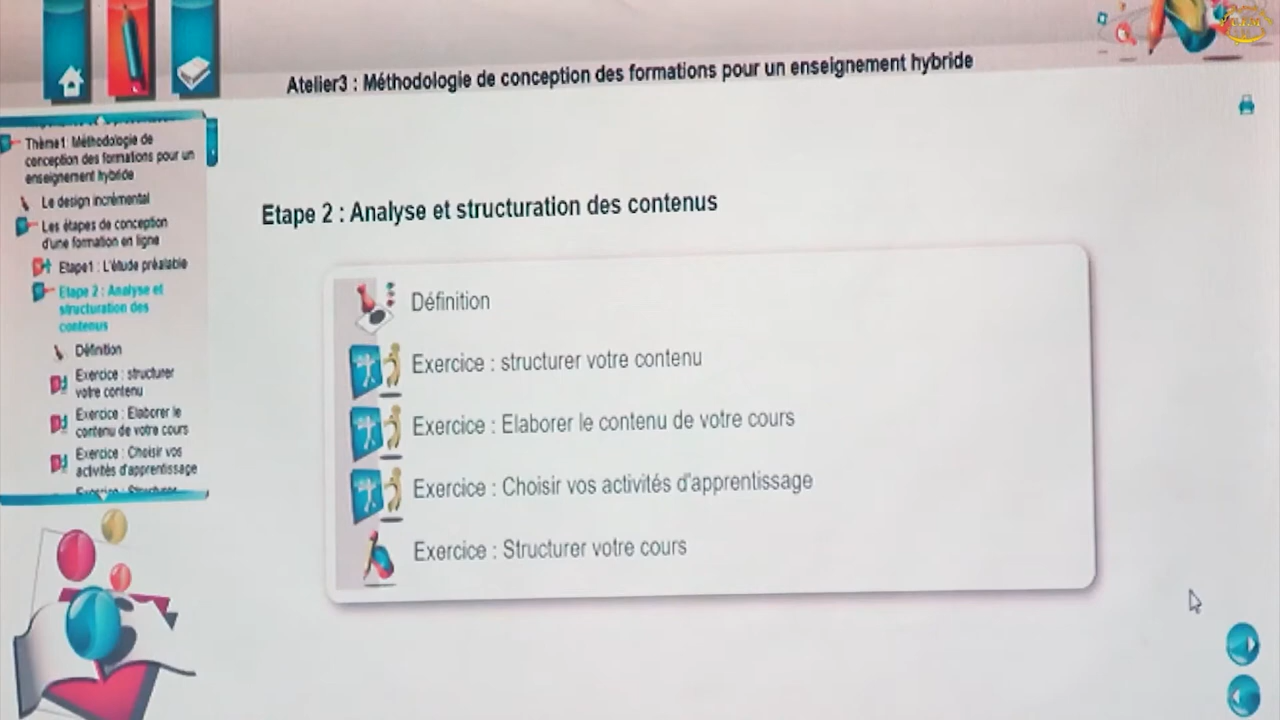 Atelier3 : Méthodologie de conception des formations pour un enseignement hybride
Thème1: Méthodologie de
conception des formations pour un
enseignement hybride
Le design incrémental
Les étapes de conception
d'une formation en ligne
Etape1 : L'étude préalable
Etape 2 : Analyse et
structuration des
contenus
Définition
Exercice : structurer
votre contenu
Exercice : Elaborer le
contenu de votre cours
Exercice : Choisir vos
activités d'apprentissage
Etape 2 : Analyse et structuration des contenus
Définition
Exercice : structurer votre contenu
Exercice : Elaborer le contenu de votre cours
Exercice : Choisir vos activités d'apprentissage
Exercice : Structurer votre cours